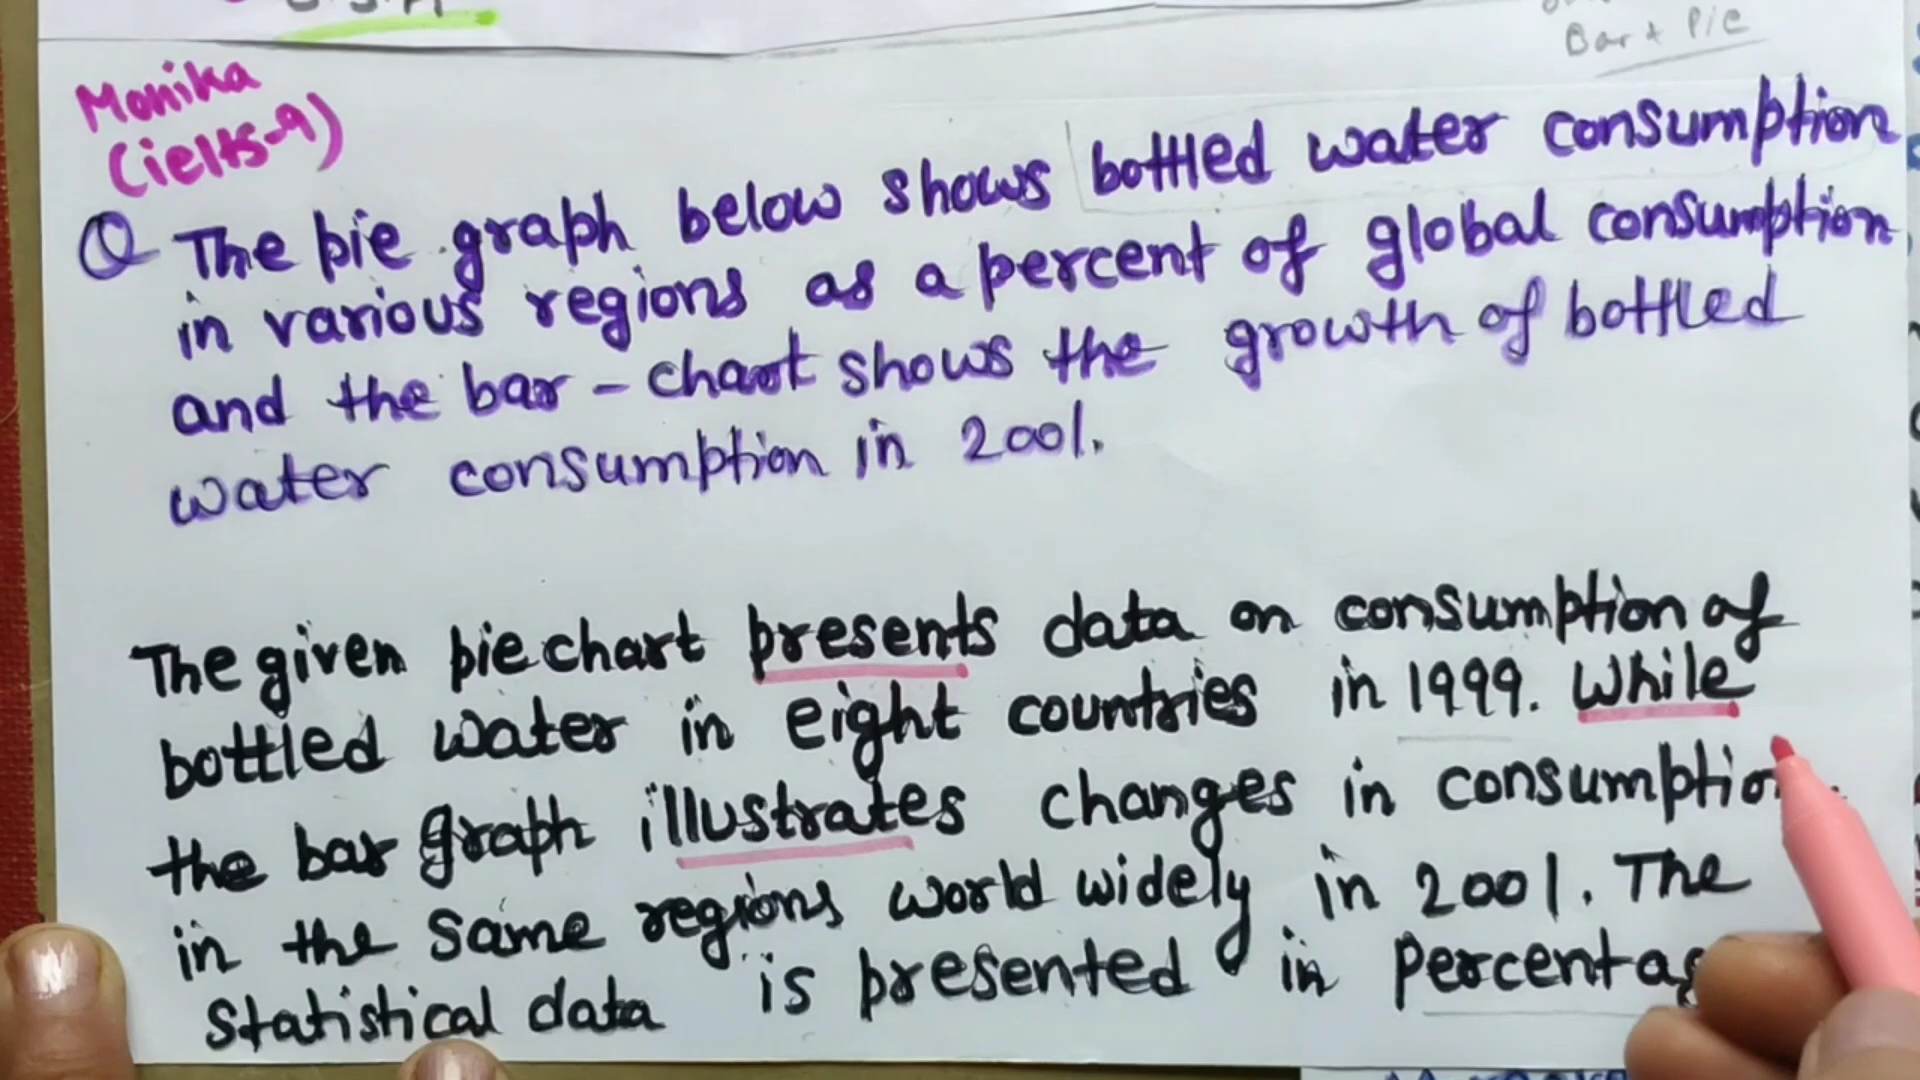 Bar + Pie
Monika
(ielts-9)
Q The pie graph below shows bottled water consumption
in various regions as a percent of global consumption
and the bar - chart shows the growth of bottled
water consumption in 2001.
The given pie chart presents data on consumption of
bottled water in eight countries in 1999. While
the bar graph illustrates changes in consumption
in the same regions world widely in 2001. The
statistical data is presented in Percentag